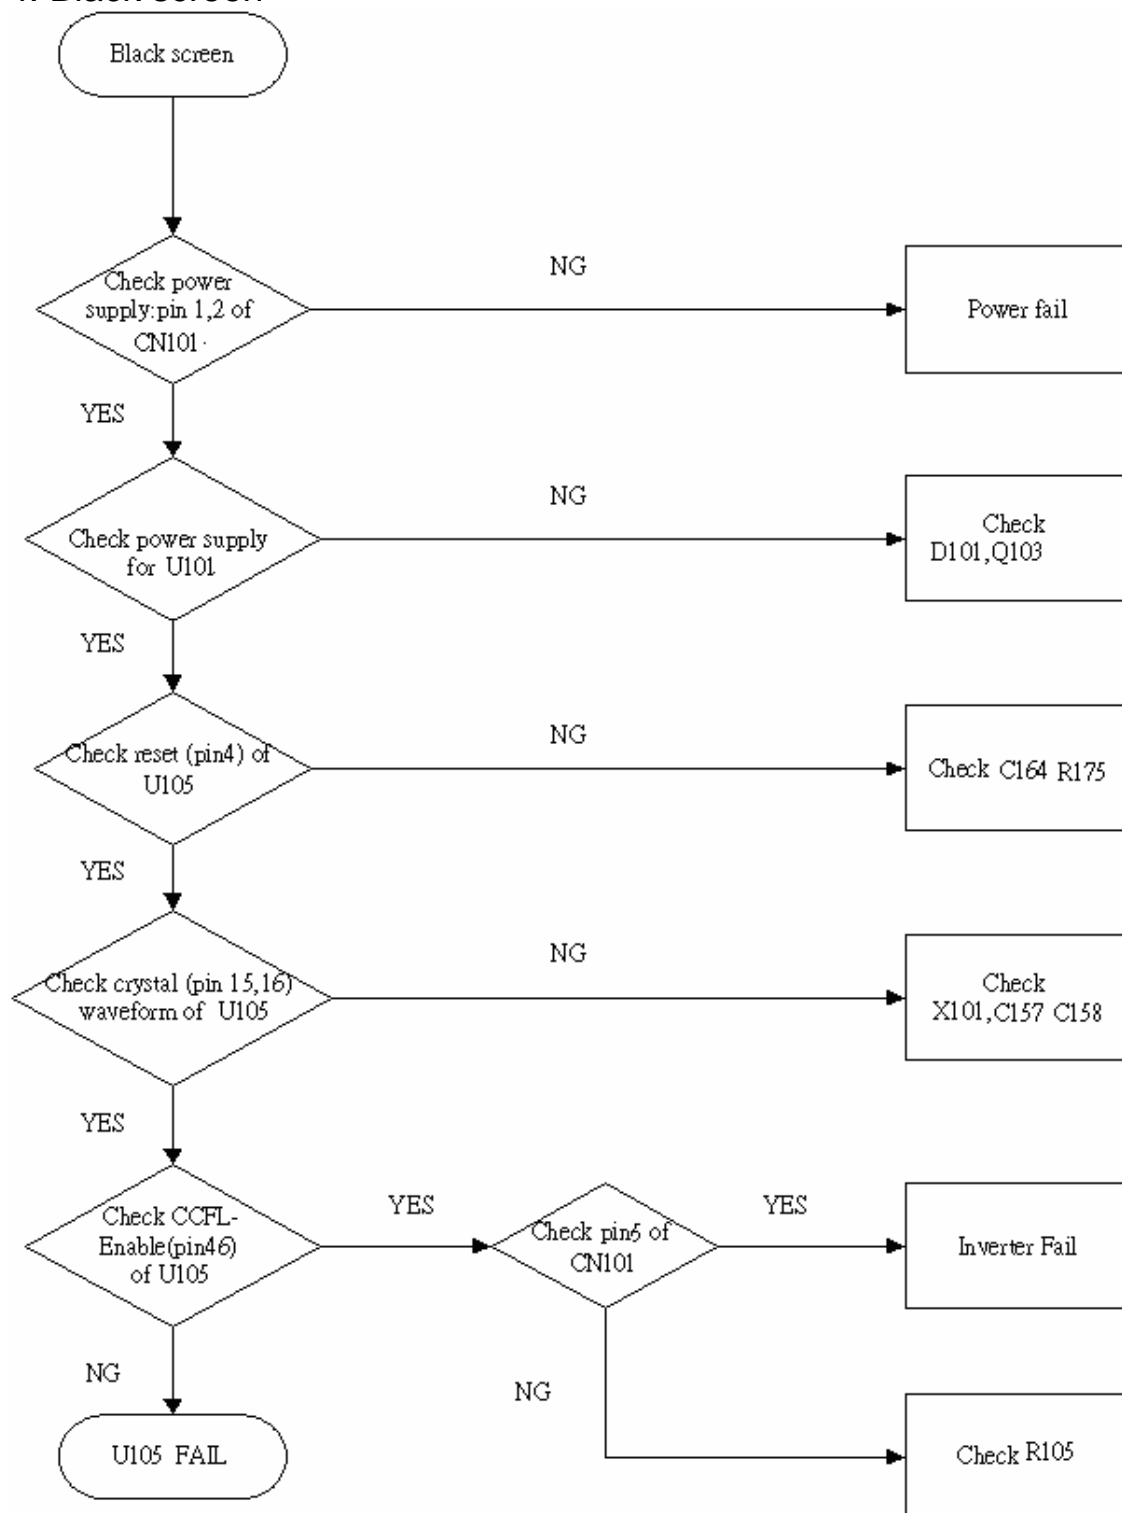 Black screen
Black screen
Check power
supply:pin 1,2 of
CN101.
NG
Power fail
YES
Check power supply
for U101
NG
Check
D101,Q103
YES
Check reset (pin4) of
U105
NG
Check C164 R175
YES
Check crystal (pin 15,16)
waveform of U105
NG
Check
X101,C157 C158
YES
Check CCFL-
Enable(pin46)
of U105
YES
Check pin5 of
CN101
YES
Inverter Fail
NG
U105 FAIL
NG
Check R105